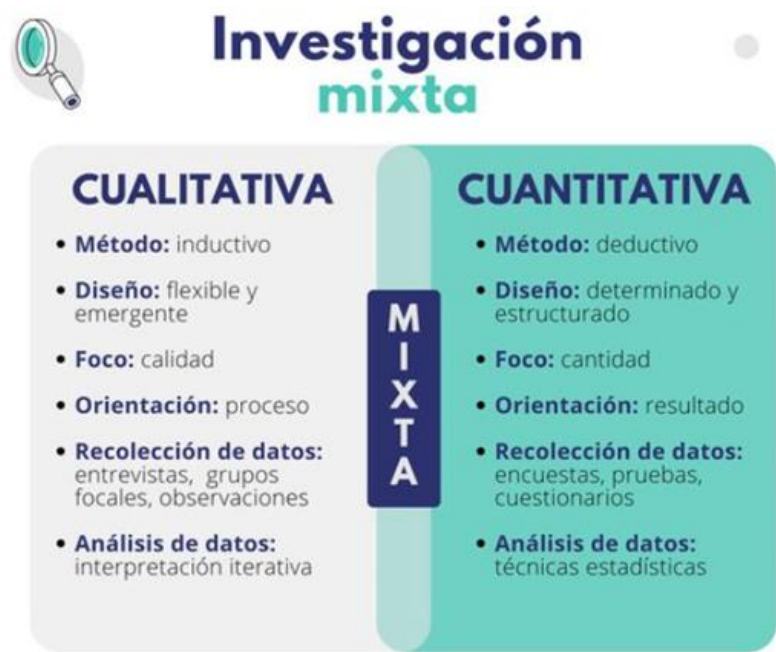 Investigación
mixta
CUALITATIVA
• Método: inductivo
• Diseño: flexible y
emergente
• Foco: calidad
• Orientación: proceso
• Recolección de datos:
entrevistas, grupos
focales, observaciones
• Análisis de datos:
interpretación iterativa
MIXTA
CUANTITATIVA
• Método: deductivo
• Diseño: determinado y
estructurado
• Foco: cantidad
• Orientación: resultado
• Recolección de datos:
encuestas, pruebas,
cuestionarios
• Análisis de datos:
técnicas estadísticas